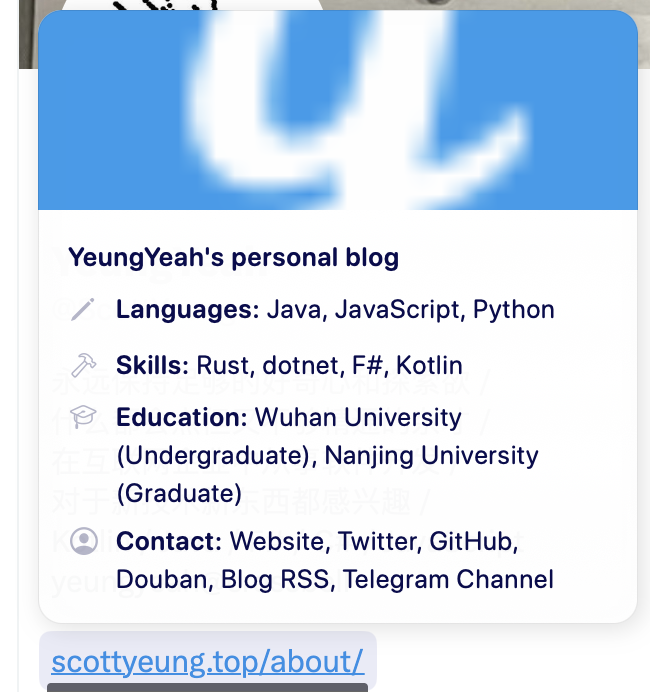 YeungYeah's personal blog
Languages: Java, JavaScript, Python
Skills: Rust, dotnet, F#, Kotlin
Education: Wuhan University
(Undergraduate), Nanjing University
(Graduate)
Contact: Website, Twitter, GitHub,
Douban, Blog RSS, Telegram Channel
scottyeung.top/about/